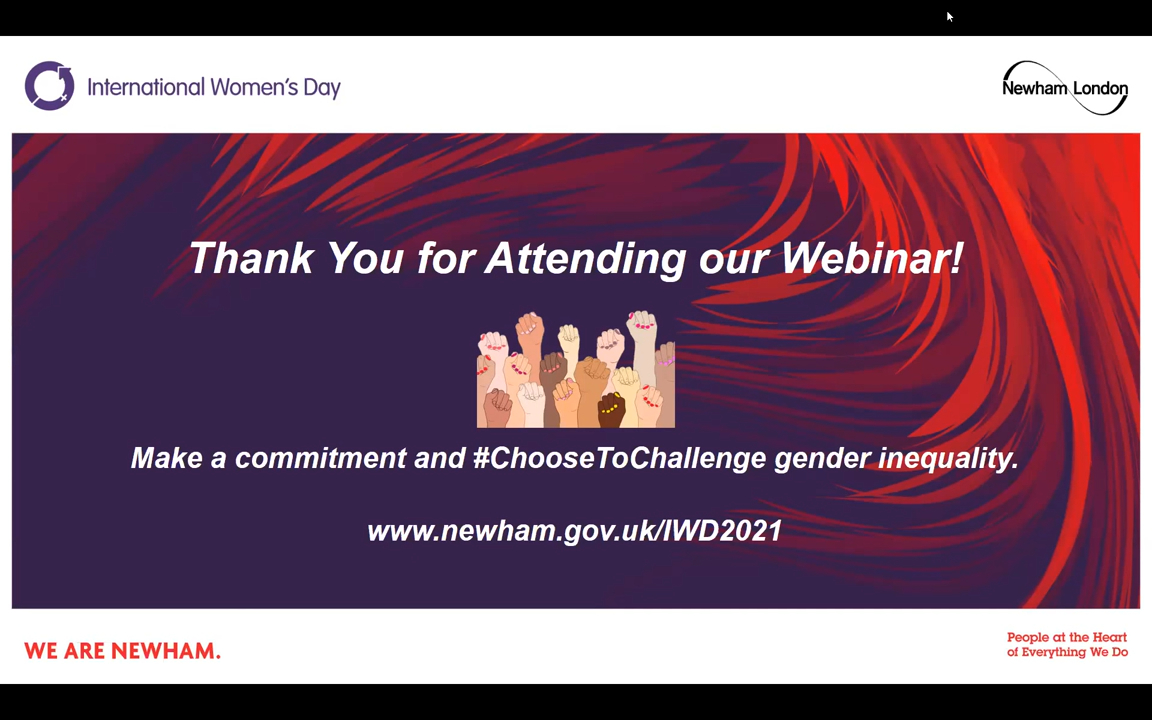 International Women's Day
Newham London
Thank You for Attending our Webinar!
Make a commitment and #ChooseToChallenge gender inequality.
www.newham.gov.uk/IWD2021
WE ARE NEWHAM.
People at the Heart
of Everything We Do